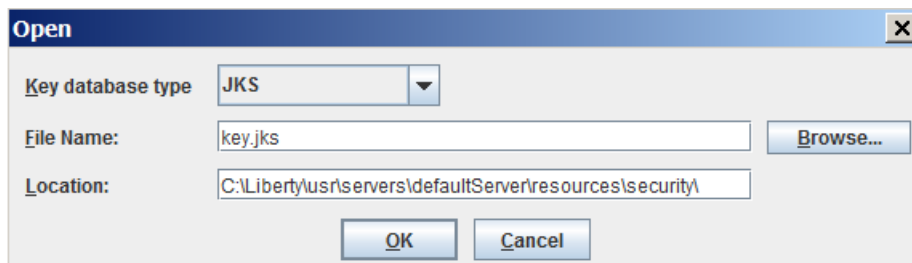 Open
Key database type JKS
File Name: key.jks Browse...
Location: C:\Liberty\usr\servers\defaultServer\resources\security\
OK Cancel